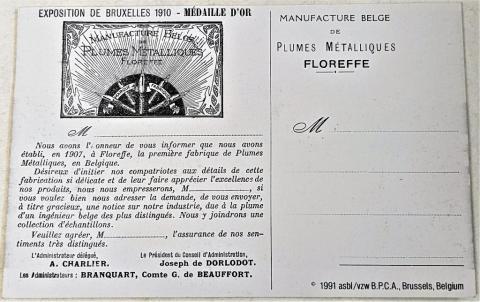 EXPOSITION DE BRUXELLES 1910 - MÉDAILLE D'OR
MANUFACTURE BELGE
DE
PLUMES MÉTALLIQUES
FLOREFFE
M
Nous avons l'honneur de vous informer que nous avons
établi, en 1907, à Floreffe, la première fabrique de Plumes
Métalliques, en Belgique.
Désireux d'initier nos compatriotes aux détails de cette
fabrication si délicate et de leur faire apprécier l'excellence de
nos produits, nous nous empresserons, M , si
vous voulez bien nous adresser la demande, de vous envoyer,
à titre gracieux, une notice sur notre industrie, due à la plume
d'un ingénieur belge des plus distingués. Nous y joindrons une
collection d'échantillons.
Veuillez agréer, M , l'assurance de nos sen-
timents très distingués.
L'Administrateur délégué,
A. CHARLIER.
Le Président du Conseil d'Administration,
Joseph de DORLODOT.
Les Administrateurs : BRANQUART, Comte G. de BEAUFFORT.
MANUFACTURE BELGE
DE
PLUMES MÉTALLIQUES
FLOREFFE
M
© 1991 asbl/vzw B.P.C.A., Brussels, Belgium